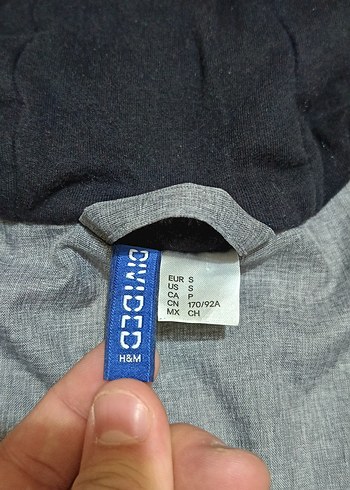 DIVIDED
H&M
EUR S
US S
CA P
CN 170/92A
MX CH